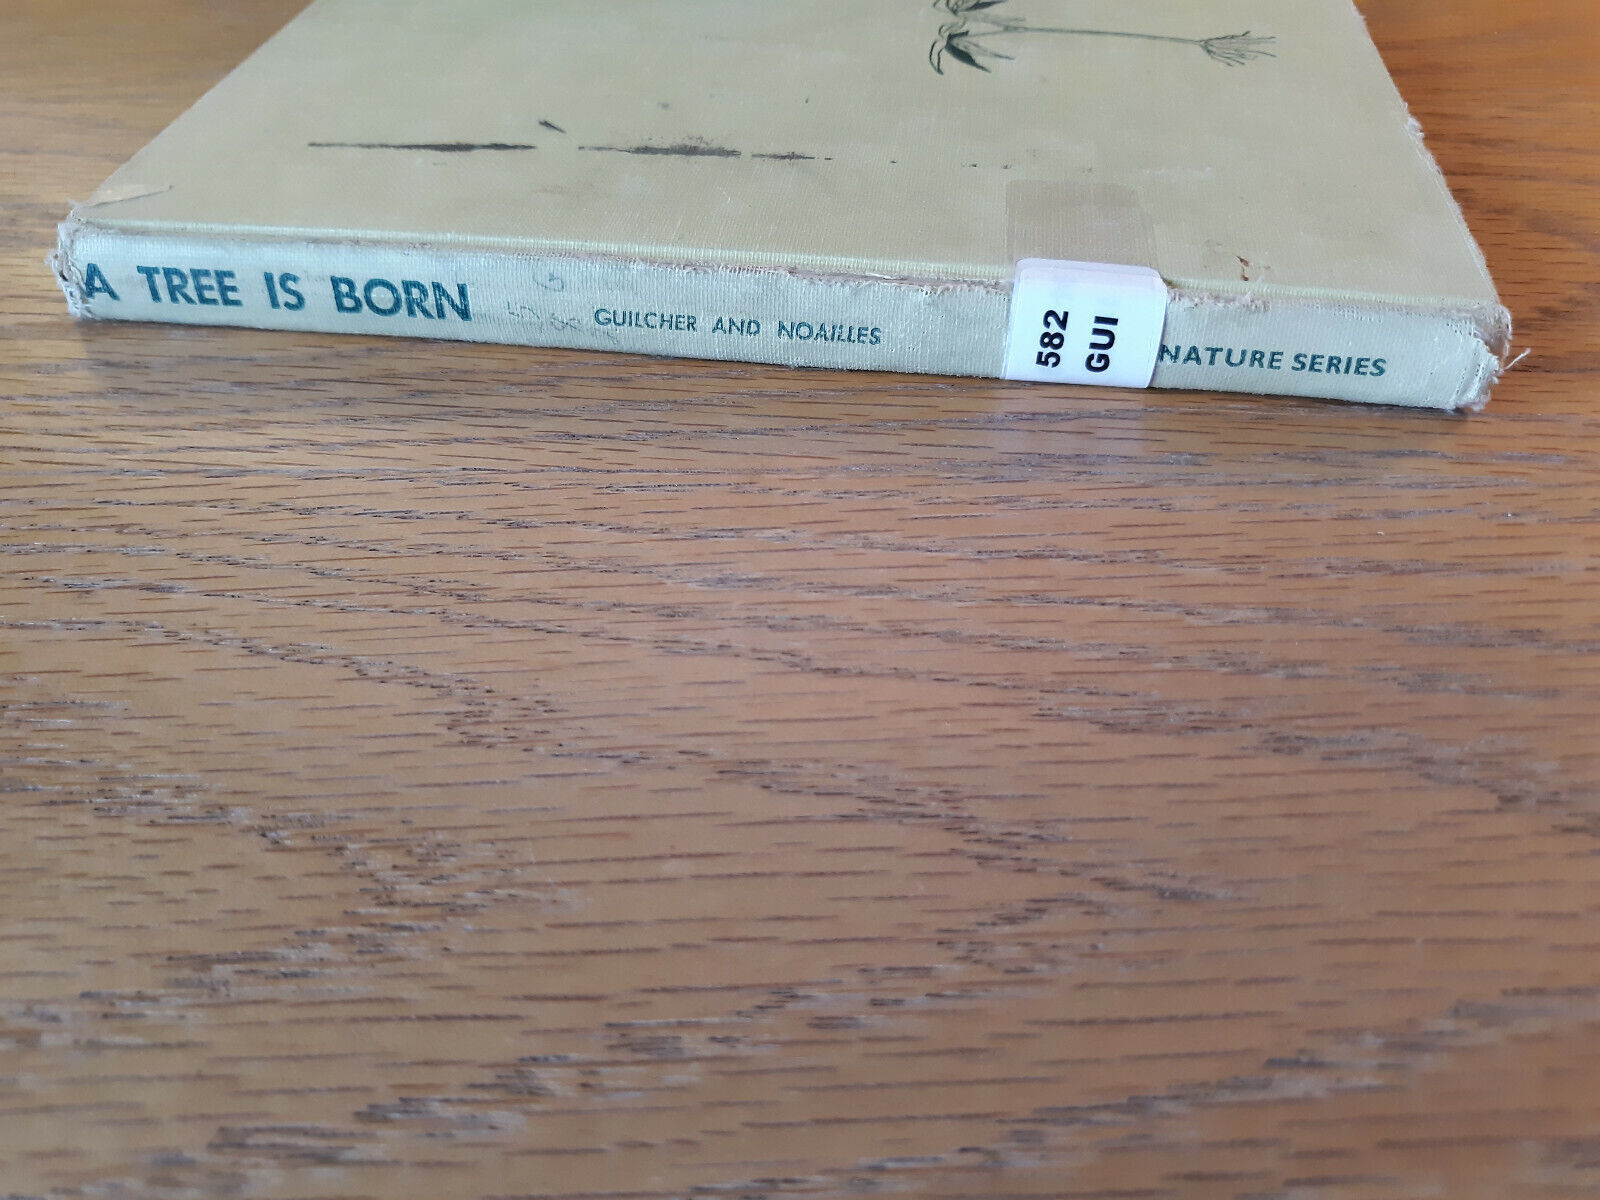 A TREE IS BORN
GUILCHER AND NOAILLES
582
GUI
NATURE SERIES